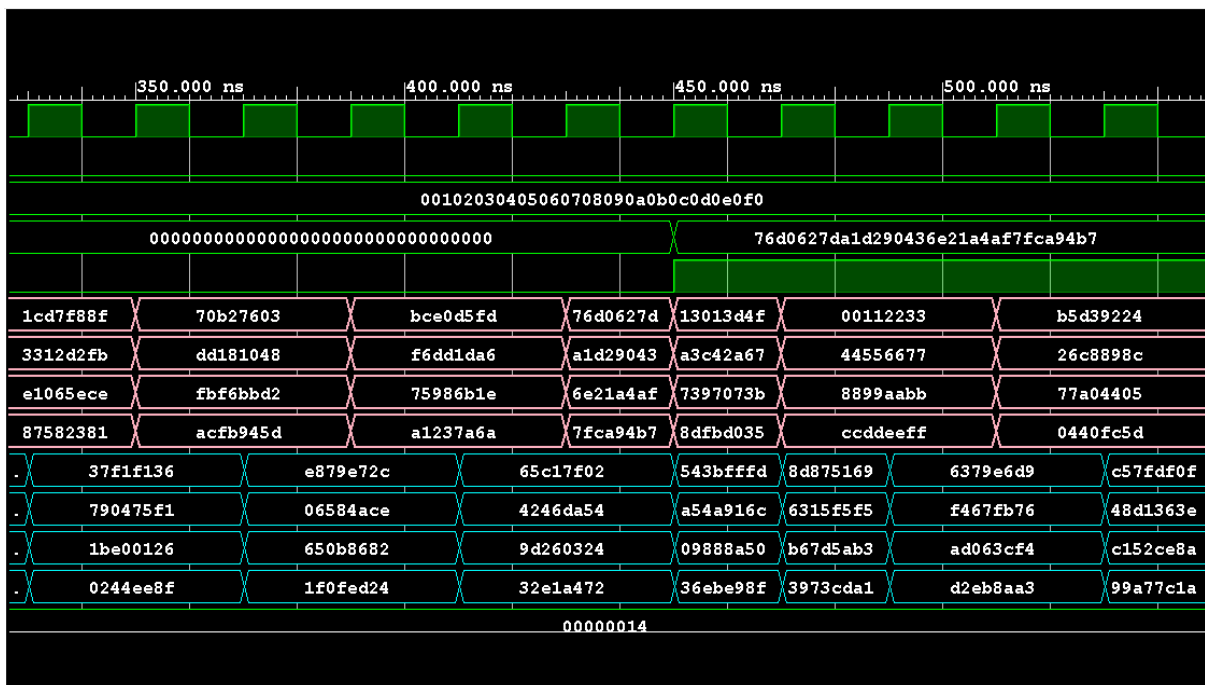 350.000 ns 400.000 ns 450.000 ns 500.000 ns
00102030405060708090a0b0c0d0e0f0
00000000000000000000000000000000 76d0627da1d290436e21a4af7fca94b7
1cd7f88f 70b27603 bce0d5fd 76d0627d 13013d4f 00112233 b5d39224
3312d2fb dd181048 f6dd1da6 a1d29043 a3c42a67 44556677 26c8898c
e1065ece fbf6bbd2 75986b1e 6e21a4af 7397073b 8899aabb 77a04405
87582381 acfb945d a1237a6a 7fca94b7 8dfbd035 ccddeeff 0440fc5d
. 37f1f136 e879e72c 65c17f02 543bfffd 8d875169 6379e6d9 c57fdf0f
. 790475f1 06584ace 4246da54 a54a916c 6315f5f5 f467fb76 48d1363e
. 1be00126 650b8682 9d260324 09888a50 b67d5ab3 ad063cf4 c152ce8a
. 0244ee8f 1f0fed24 32e1a472 36ebe98f 3973cda1 d2eb8aa3 99a77c1a
00000014